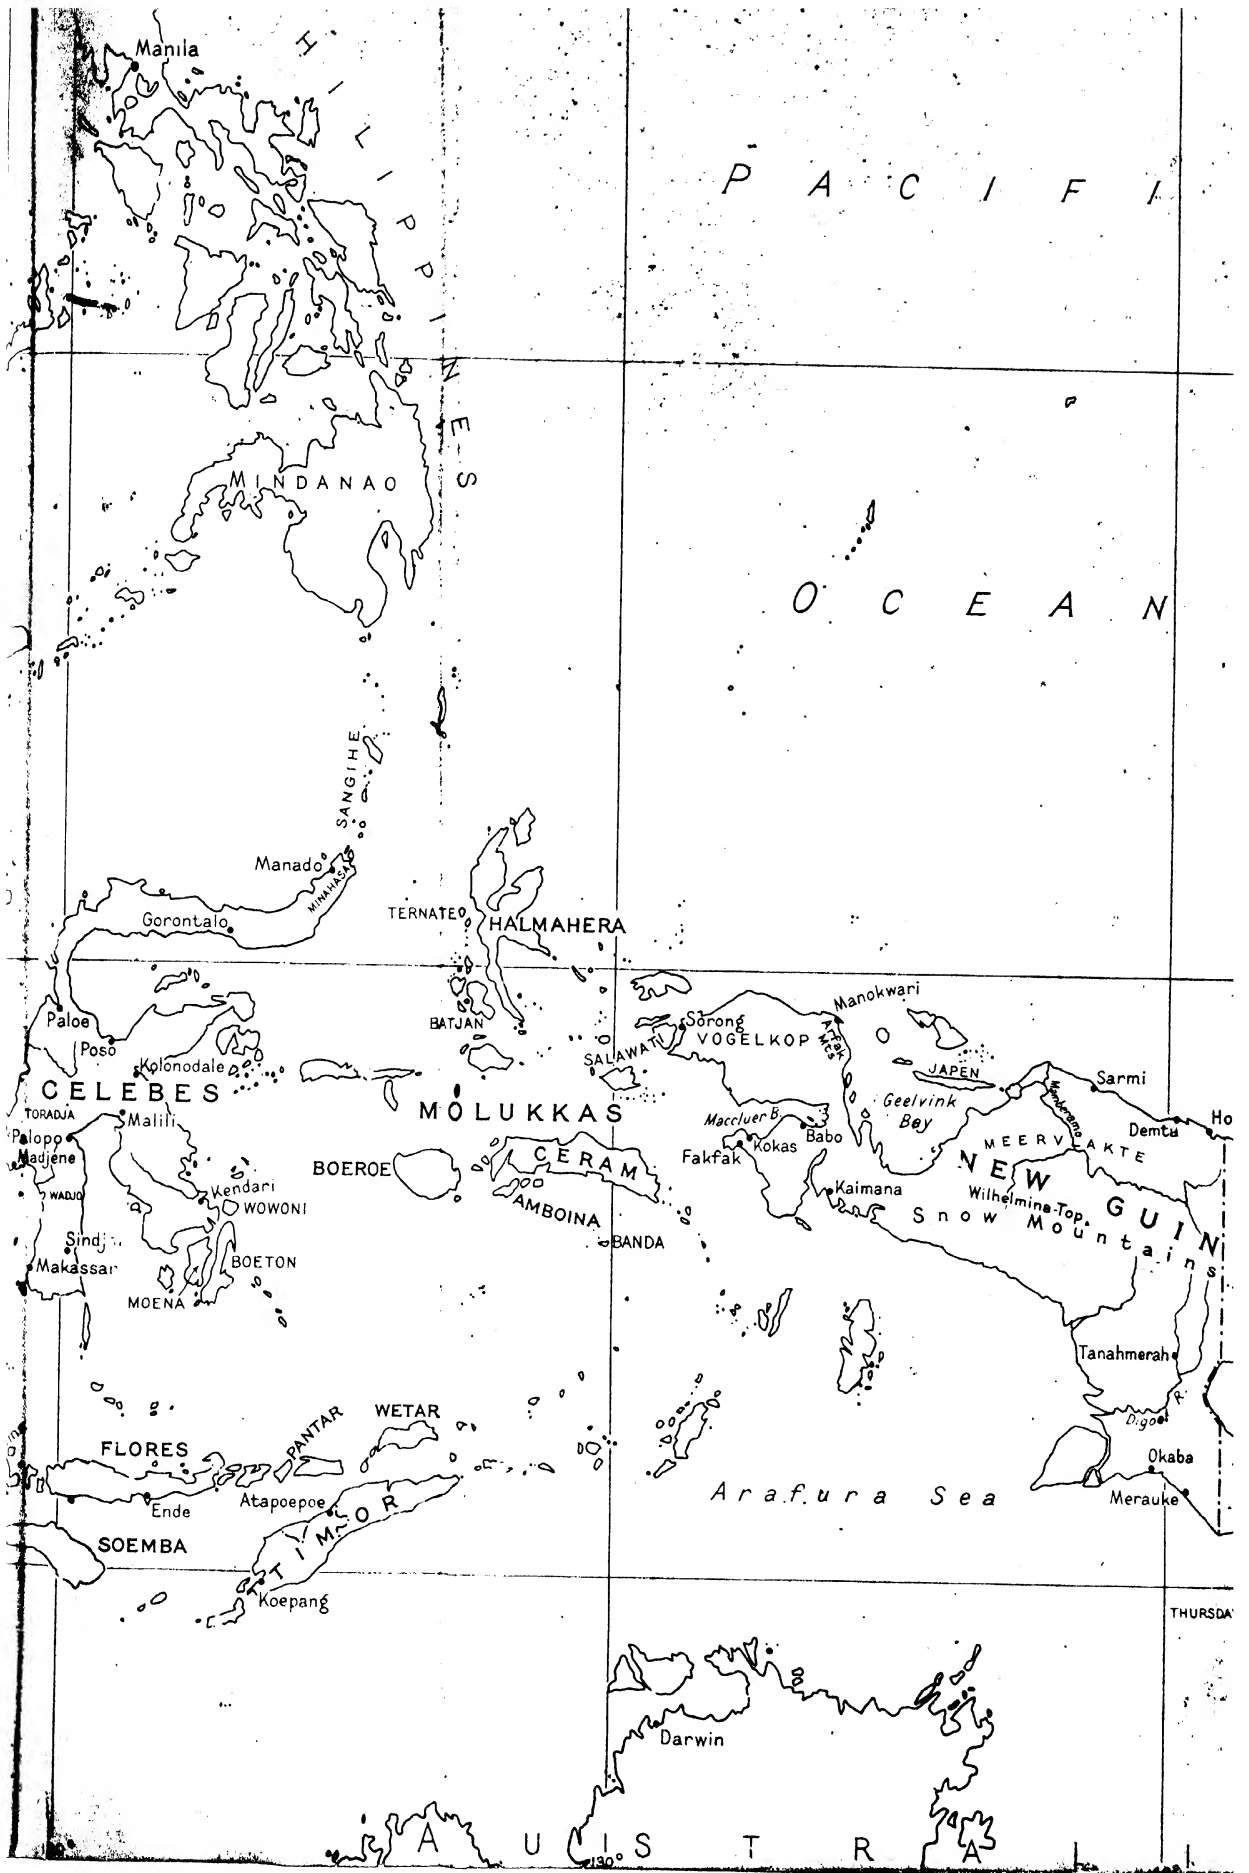 Manila
HILIPPINES
PACIFI
OCEAN
MINDANAO
SANGIHE
Manado
MINAHASA
Gorontalo
TERNATE
HALMAHERA
BATJAN
Paloe
Poso
Kolonodale
CELEBES
TORADJA
Malili
Palopo
Madjene
WADJO
Kendari
WOWONI
Sindj
Makassar
BOETON
MOENA
MOLUKKAS
BOEROE
CERAM
AMBOINA
BANDA
SALAWATI
Sorong
VOGELKOP
Manokwari
Arfak Mts
JAPEN
Geelvink
Bay
Maccluer B.
Babo
Kokas
Fakfak
Kaimana
Sarmi
Mamberamo
Demta
Ho
MEERVLAKTE
NEW GUIN
Wilhelmina-Top.
Snow Mountains
Tanahmerah
Digoel
R.
Okaba
Merauke
FLORES
PANTAR
WETAR
Ende
Atapoepoe
TIMOR
SOEMBA
Koepang
Arafura Sea
THURSDA
Darwin
AUSTRALI
130°